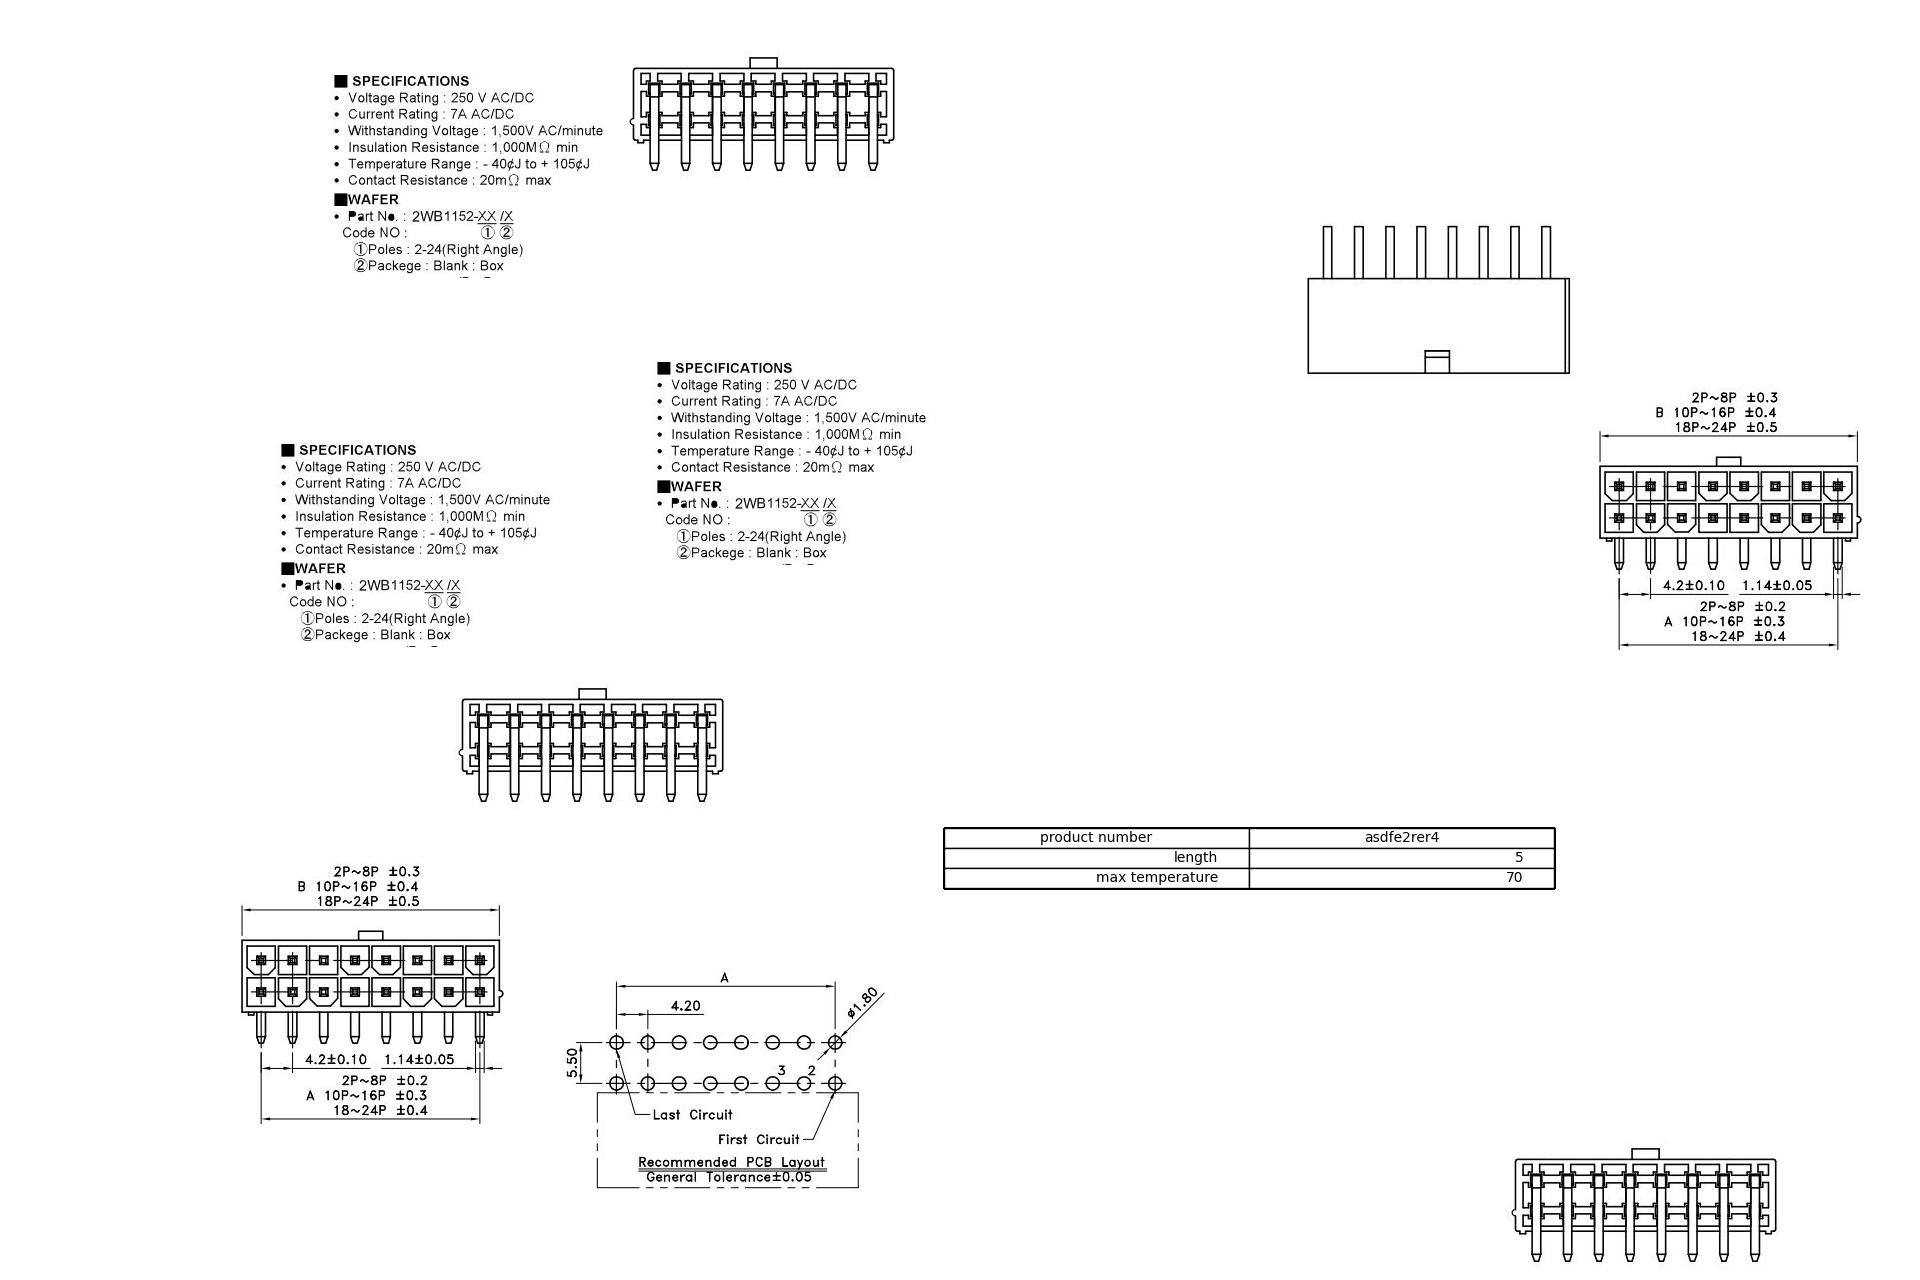 ■ SPECIFICATIONS
• Voltage Rating : 250 V AC/DC
• Current Rating : 7A AC/DC
• Withstanding Voltage : 1,500V AC/minute
• Insulation Resistance : 1,000MΩ min
• Temperature Range : - 40¢J to + 105¢J
• Contact Resistance : 20mΩ max
■WAFER
• Part No. : 2WB1152-XX /X
Code NO : ① ②
①Poles : 2-24(Right Angle)
②Packege : Blank : Box
■ SPECIFICATIONS
• Voltage Rating : 250 V AC/DC
• Current Rating : 7A AC/DC
• Withstanding Voltage : 1,500V AC/minute
• Insulation Resistance : 1,000MΩ min
• Temperature Range : - 40¢J to + 105¢J
• Contact Resistance : 20mΩ max
■WAFER
• Part No. : 2WB1152-XX /X
Code NO : ① ②
①Poles : 2-24(Right Angle)
②Packege : Blank : Box
2P~8P ±0.3
B 10P~16P ±0.4
18P~24P ±0.5
4.2±0.10 1.14±0.05
2P~8P ±0.2
A 10P~16P ±0.3
18~24P ±0.4
■ SPECIFICATIONS
• Voltage Rating : 250 V AC/DC
• Current Rating : 7A AC/DC
• Withstanding Voltage : 1,500V AC/minute
• Insulation Resistance : 1,000MΩ min
• Temperature Range : - 40¢J to + 105¢J
• Contact Resistance : 20mΩ max
■WAFER
• Part No. : 2WB1152-XX /X
Code NO : ① ②
①Poles : 2-24(Right Angle)
②Packege : Blank : Box
product number asdfe2rer4
length 5
max temperature 70
2P~8P ±0.3
B 10P~16P ±0.4
18P~24P ±0.5
4.2±0.10 1.14±0.05
2P~8P ±0.2
A 10P~16P ±0.3
18~24P ±0.4
A
4.20
ø1.80
5.50
3 2
Last Circuit
First Circuit
Recommended PCB Layout
General Tolerance±0.05